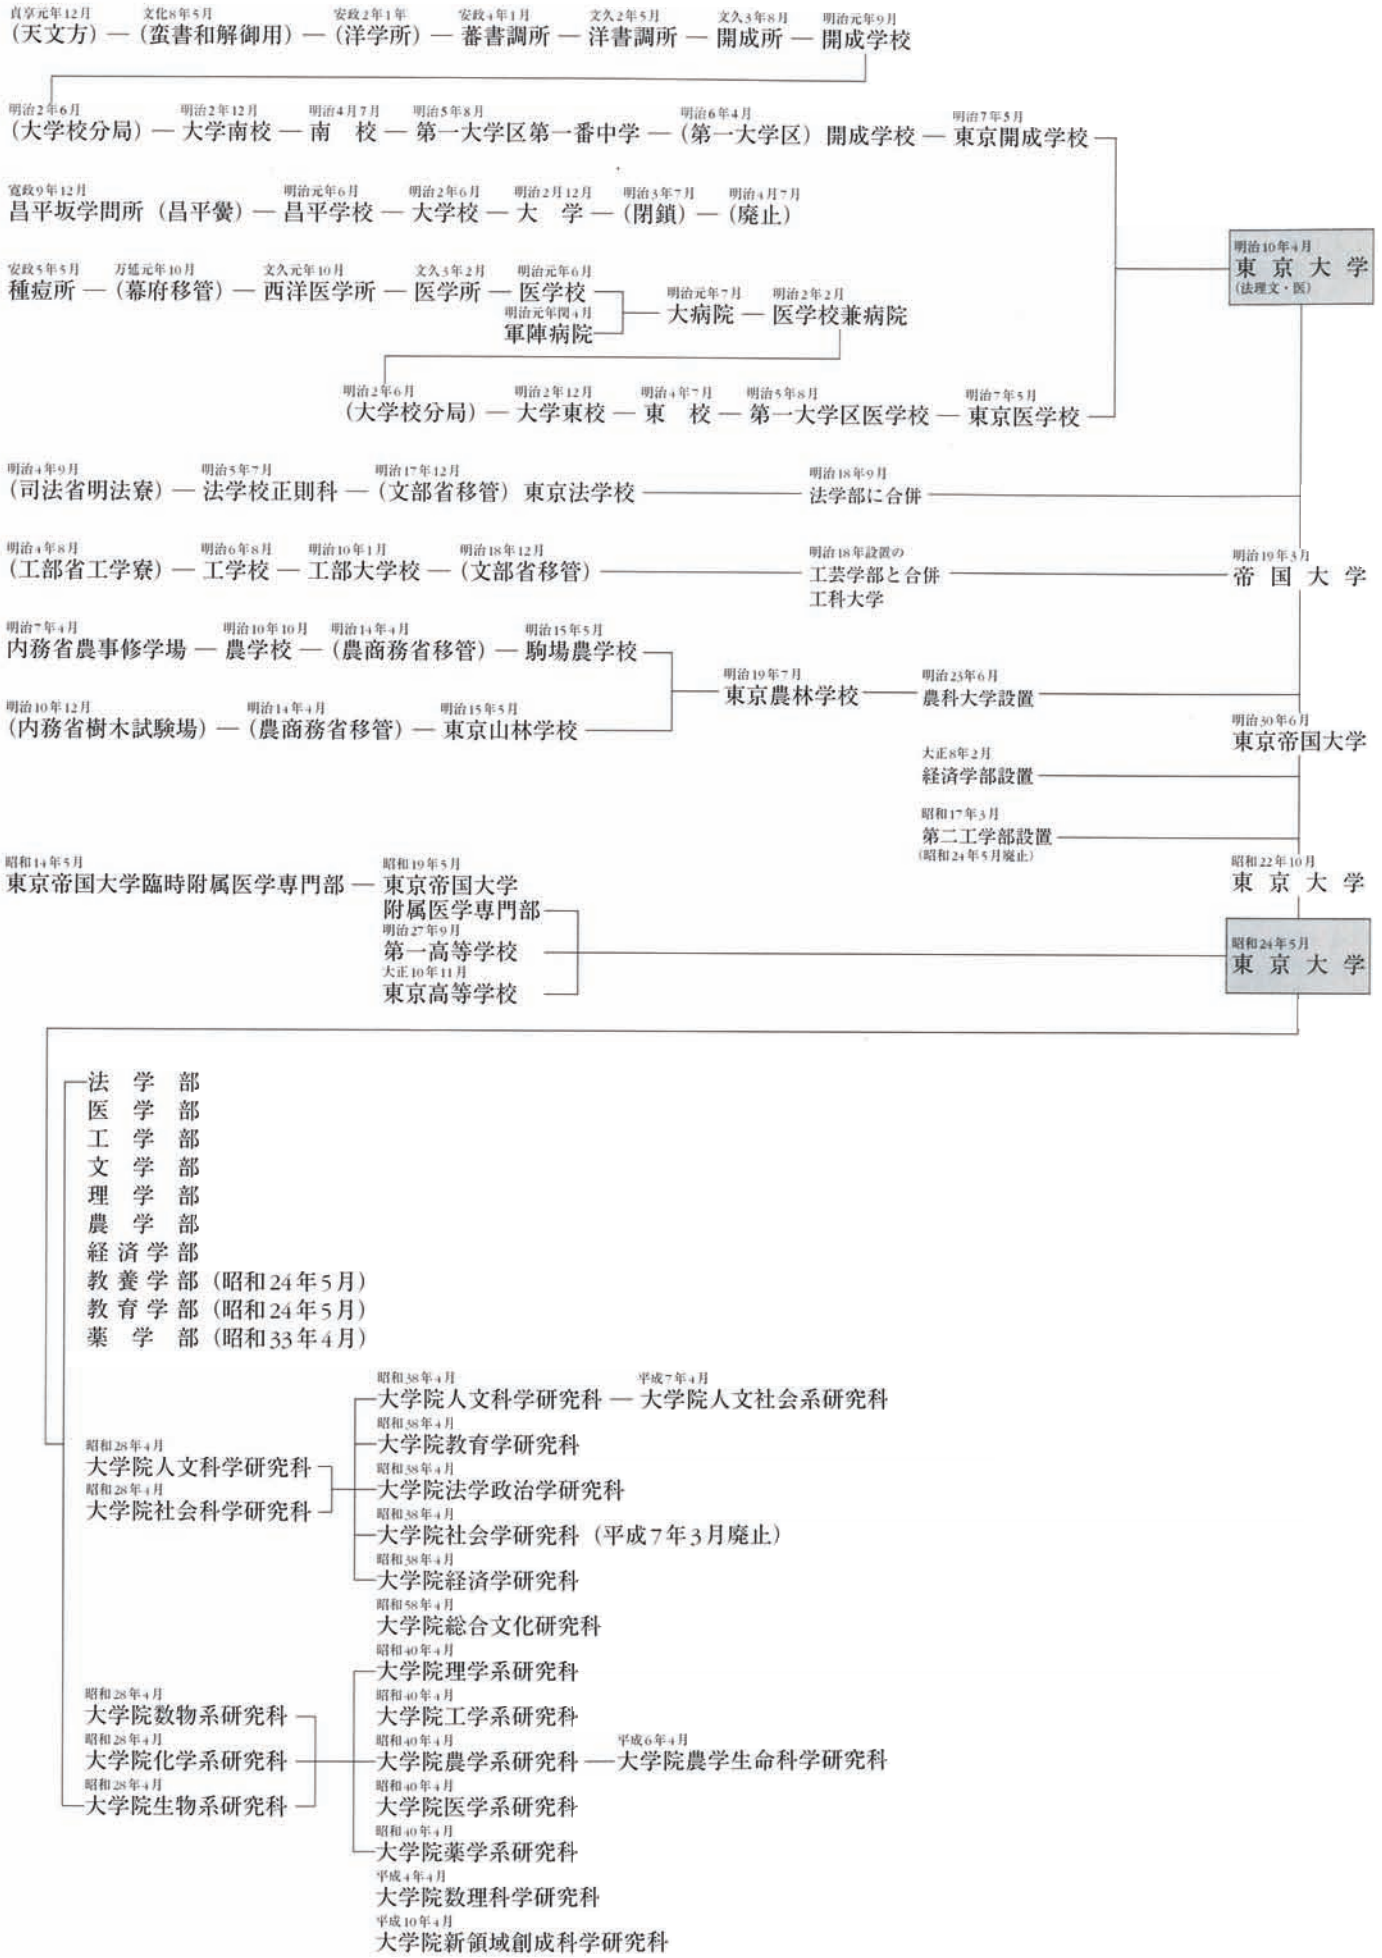 貞享元年12月 文化8年5月 安政2年1年 安政4年1月 文久2年5月 文久3年8月 明治元年9月
(天文方) ― (蛮書和解御用) ― (洋学所) ― 蕃書調所 ― 洋書調所 ― 開成所 ― 開成学校
明治2年6月 明治2年12月 明治4月7月 明治5年8月 明治6年4月 明治7年5月
(大学校分局) ― 大学南校 ― 南 校 ― 第一大学区第一番中学 ― (第一大学区) 開成学校 ― 東京開成学校
寛政9年12月 明治元年6月 明治2年6月 明治2月12月 明治3年7月 明治4月7月
昌平坂学問所 (昌平黌) ― 昌平学校 ― 大学校 ― 大 学 ― (閉鎖) ― (廃止)
明治10年4月
東 京 大 学
(法理文・医)
安政5年5月 万延元年10月 文久元年10月 文久3年2月 明治元年6月
種痘所 ― (幕府移管) ― 西洋医学所 ― 医学所 ― 医学校
明治元年閏4月
軍陣病院
明治元年7月 明治2年2月
大病院 ― 医学校兼病院
明治2年6月 明治2年12月 明治4年7月 明治5年8月 明治7年5月
(大学校分局) ― 大学東校 ― 東 校 ― 第一大学区医学校 ― 東京医学校
明治4年9月 明治5年7月 明治17年12月 明治18年9月
(司法省明法寮) ― 法学校正則科 ― (文部省移管) 東京法学校 ― 法学部に合併
明治4年8月 明治6年8月 明治10年1月 明治18年12月 明治18年設置の 明治19年3月
(工部省工学寮) ― 工学校 ― 工部大学校 ― (文部省移管) ― 工芸学部と合併 ― 帝 国 大 学
工科大学
明治7年4月 明治10年10月 明治14年4月 明治15年5月
内務省農事修学場 ― 農学校 ― (農商務省移管) ― 駒場農学校
明治19年7月 明治23年6月
東京農林学校 ― 農科大学設置
明治10年12月 明治14年4月 明治15年5月
(内務省樹木試験場) ― (農商務省移管) ― 東京山林学校
明治30年6月
東京帝国大学
大正8年2月
経済学部設置
昭和17年3月
第二工学部設置
(昭和24年5月廃止)
昭和22年10月
東 京 大 学
昭和14年5月 昭和19年5月
東京帝国大学臨時附属医学専門部 ― 東京帝国大学
附属医学専門部
明治27年9月
第一高等学校
大正10年11月
東京高等学校
昭和24年5月
東 京 大 学
法 学 部
医 学 部
工 学 部
文 学 部
理 学 部
農 学 部
経 済 学 部
教 養 学 部 (昭和24年5月)
教 育 学 部 (昭和24年5月)
薬 学 部 (昭和33年4月)
昭和28年4月
大学院人文科学研究科
昭和28年4月
大学院社会科学研究科
昭和38年4月 平成7年4月
大学院人文科学研究科 ― 大学院人文社会系研究科
昭和38年4月
大学院教育学研究科
昭和38年4月
大学院法学政治学研究科
昭和38年4月
大学院社会学研究科 (平成7年3月廃止)
昭和38年4月
大学院経済学研究科
昭和58年4月
大学院総合文化研究科
昭和28年4月
大学院数物系研究科
昭和28年4月
大学院化学系研究科
昭和28年4月
大学院生物系研究科
昭和40年4月
大学院理学系研究科
昭和40年4月
大学院工学系研究科
昭和40年4月 平成6年4月
大学院農学系研究科 ― 大学院農学生命科学研究科
昭和40年4月
大学院医学系研究科
昭和40年4月
大学院薬学系研究科
平成4年4月
大学院数理科学研究科
平成10年4月
大学院新領域創成科学研究科